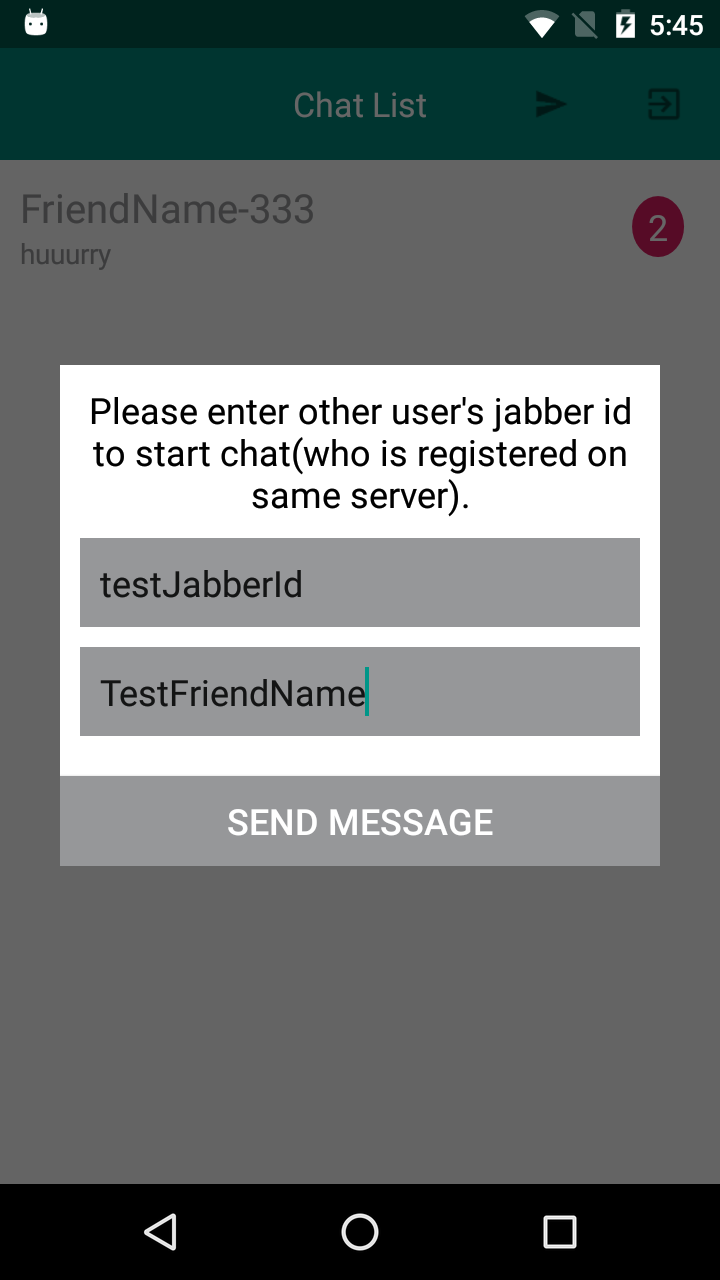 5:45
Chat List
FriendName-333
2
huuurry
Please enter other user's jabber id
to start chat(who is registered on
same server).
testJabberId
TestFriendName
SEND MESSAGE